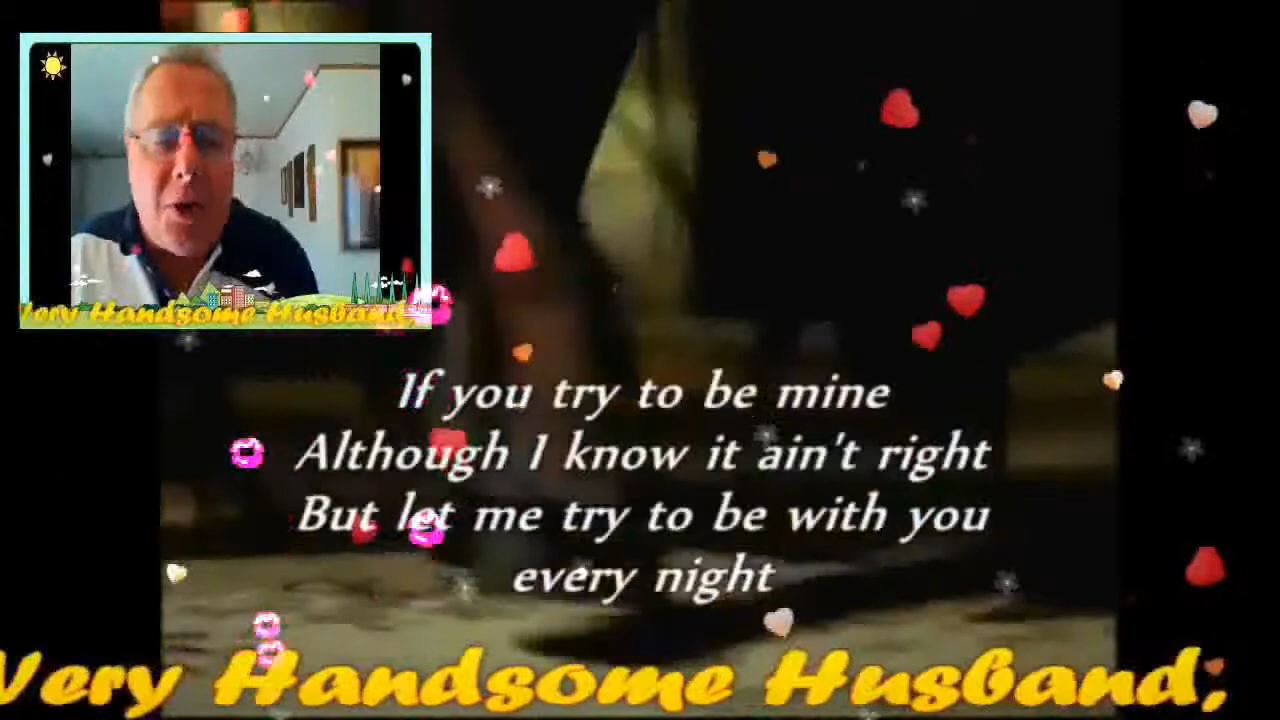 Very Handsome Husband,
If you try to be mine
Although I know it ain't right
But let me try to be with you
every night
Very Handsome Husband,